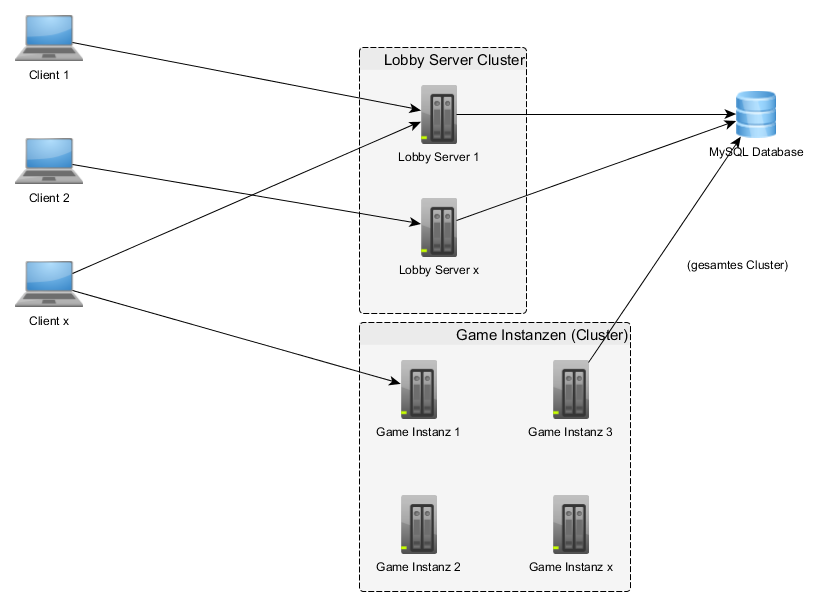 Client 1
Lobby Server Cluster
Lobby Server 1
MySQL Database
Client 2
Lobby Server x
(gesamtes Cluster)
Client x
Game Instanzen (Cluster)
Game Instanz 1
Game Instanz 3
Game Instanz 2
Game Instanz x